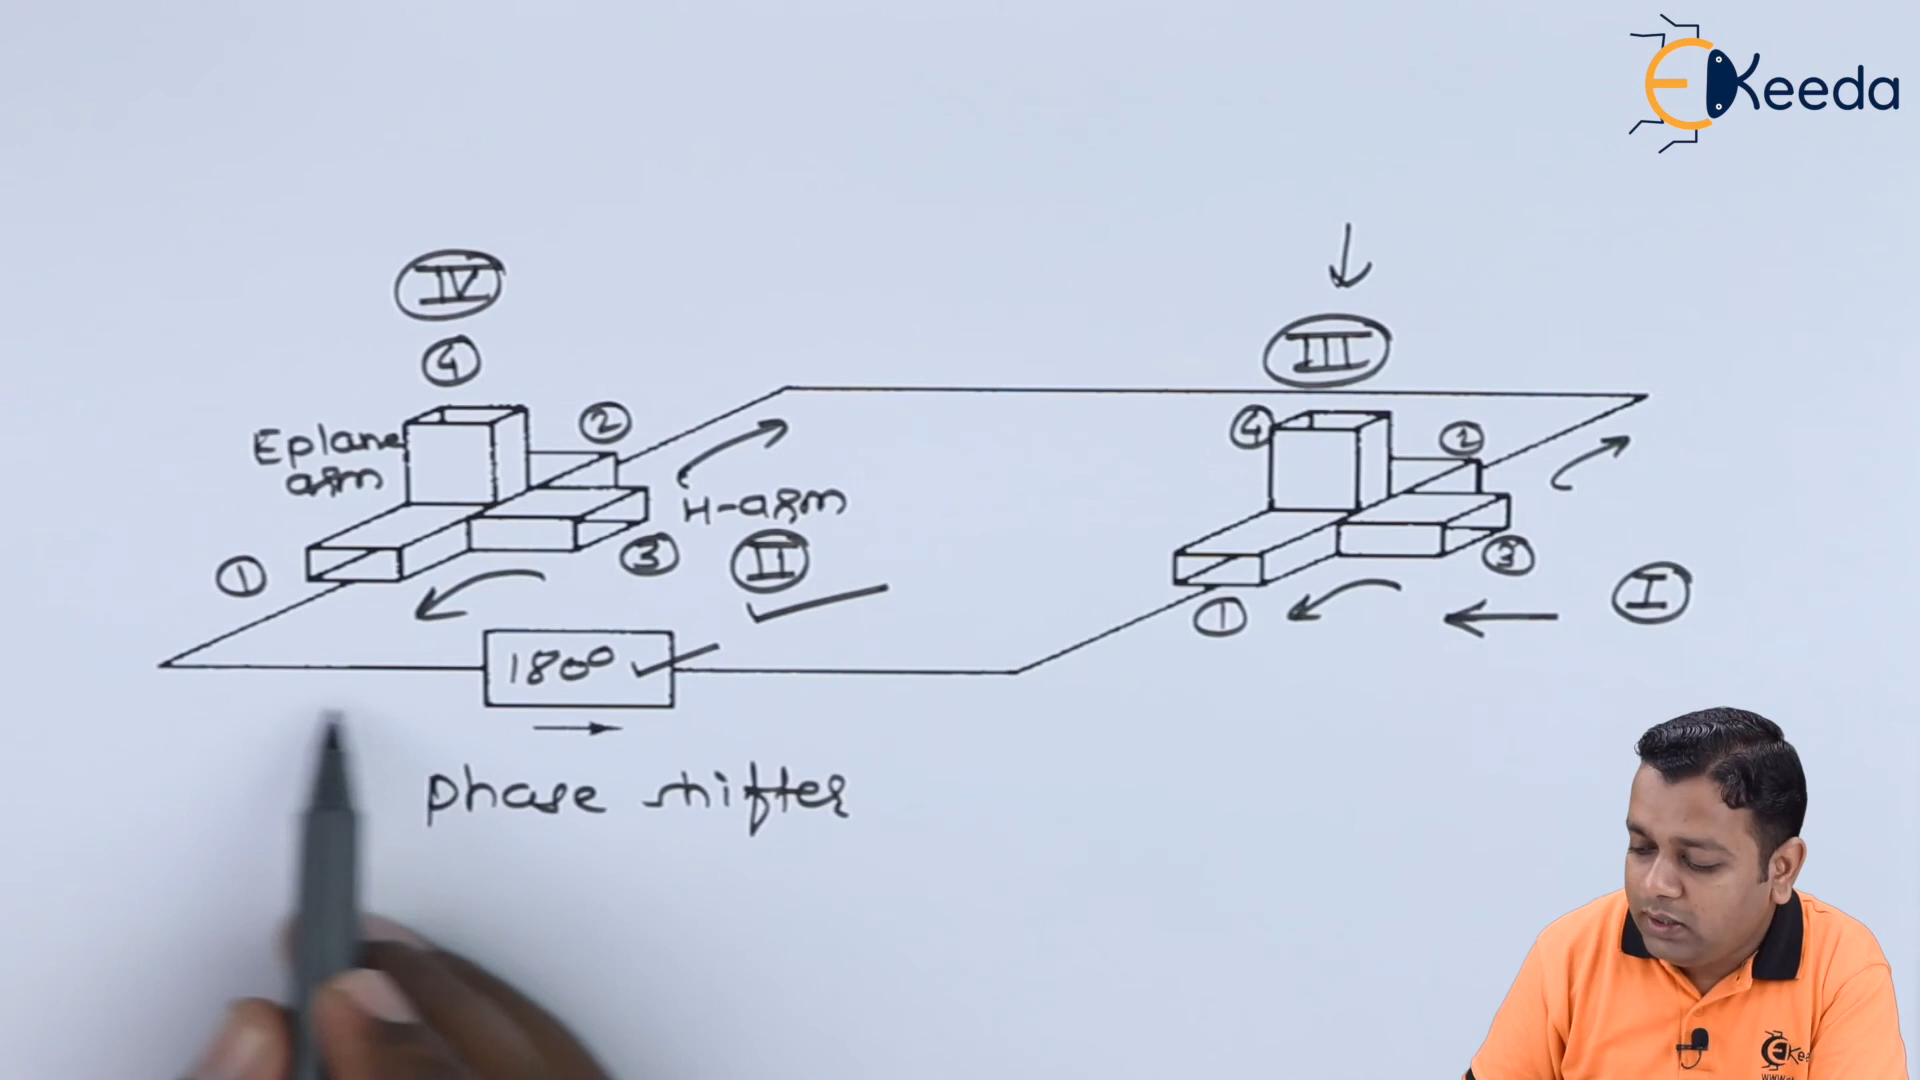 EKeeda
IV
4
III
E plane
arm
2
4
2
H-arm
1
3
II
3
I
1
180°
phase shifter